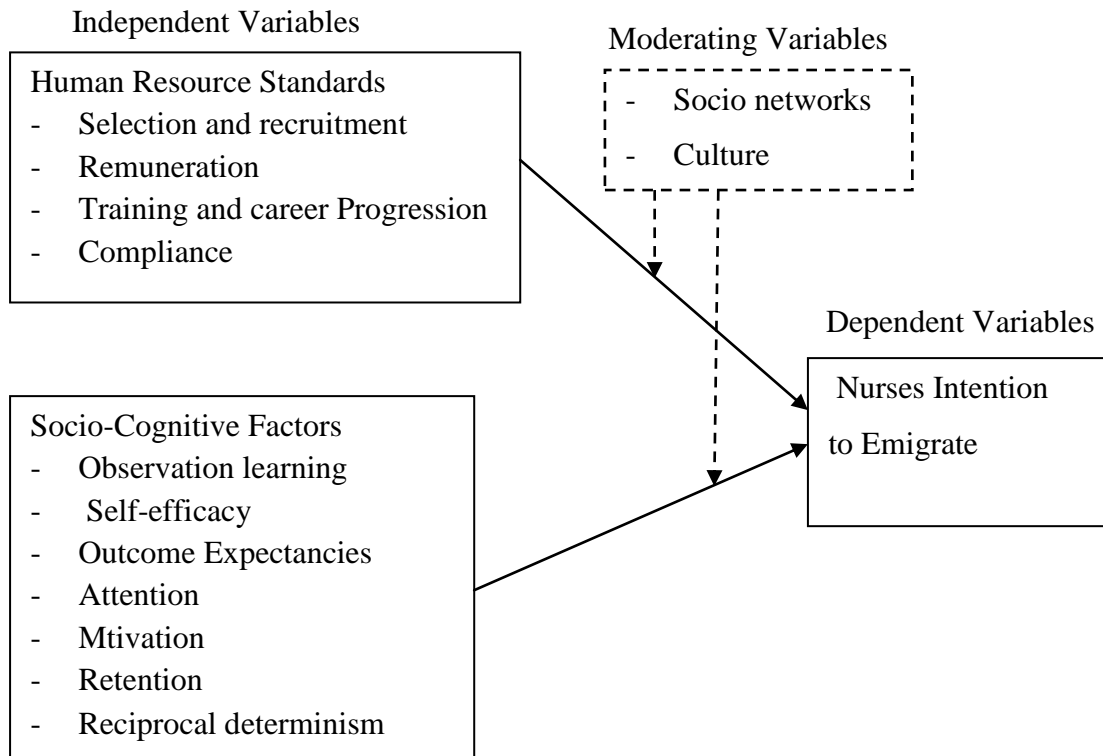 Independent Variables
Human Resource Standards
- Selection and recruitment
- Remuneration
- Training and career Progression
- Compliance
Moderating Variables
- Socio networks
- Culture
Dependent Variables
Nurses Intention
to Emigrate
Socio-Cognitive Factors
- Observation learning
- Self-efficacy
- Outcome Expectancies
- Attention
- Mtivation
- Retention
- Reciprocal determinism